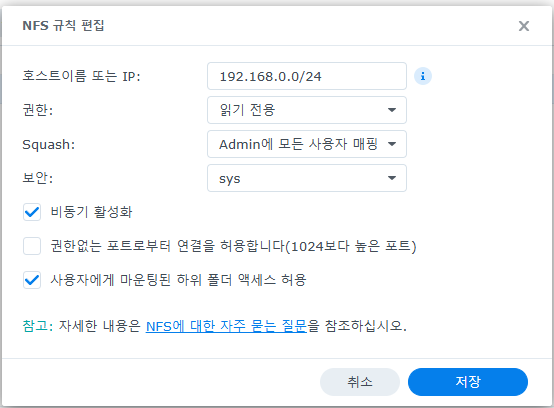 NFS 규칙 편집
호스트이름 또는 IP: 192.168.0.0/24
권한: 읽기 전용
Squash: Admin에 모든 사용자 매핑
보안: sys
비동기 활성화
권한없는 포트로부터 연결을 허용합니다(1024보다 높은 포트)
사용자에게 마운팅된 하위 폴더 액세스 허용
참고: 자세한 내용은 NFS에 대한 자주 묻는 질문을 참조하십시오.
취소 저장